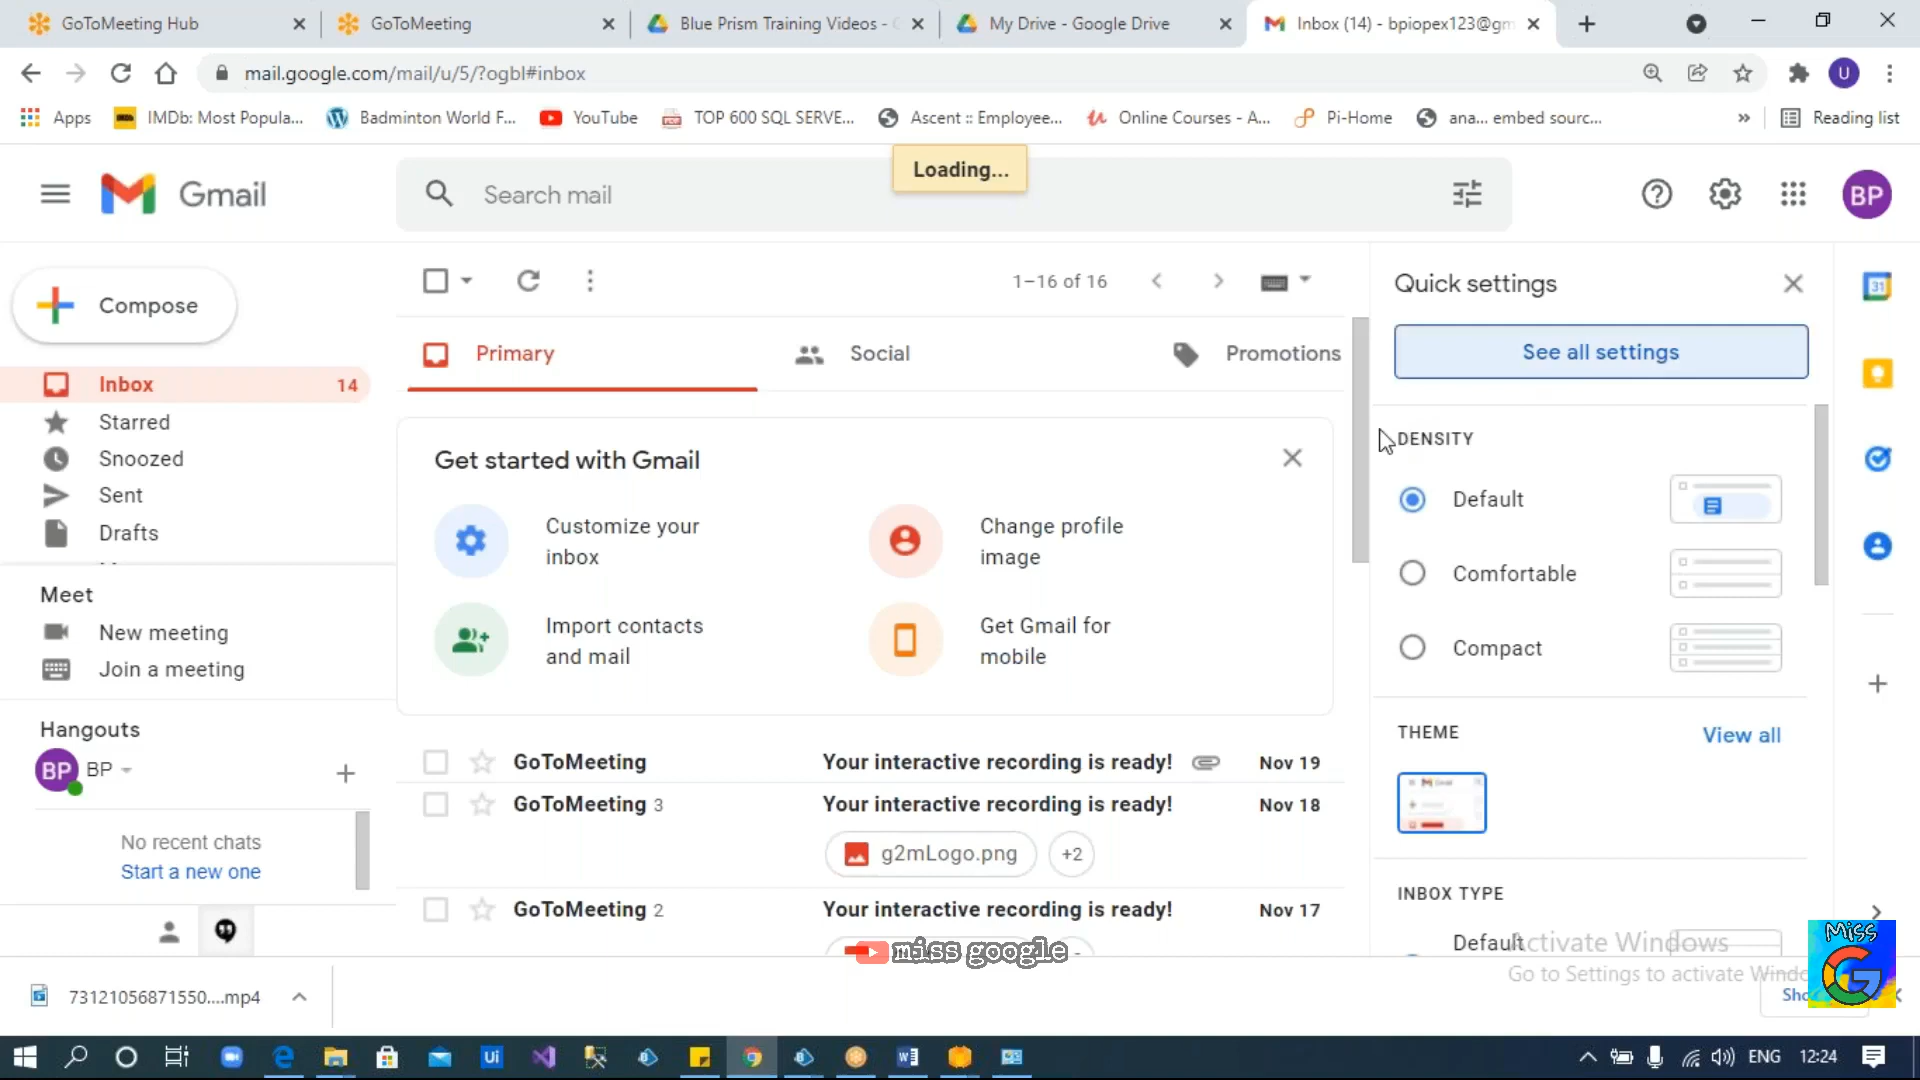 GoToMeeting Hub
GoToMeeting
Blue Prism Training Videos -
My Drive - Google Drive
Inbox (14) - bpiopex123@gm
mail.google.com/mail/u/5/?ogbl#inbox
U
Apps
IMDb: Most Popula...
Badminton World F...
YouTube
TOP 600 SQL SERVE...
Ascent :: Employee...
Online Courses - A...
Pi-Home
ana... embed sourc...
»
Reading list
Loading...
Gmail
Search mail
BP
Compose
1–16 of 16
Quick settings
See all settings
31
Primary
Social
Promotions
Inbox 14
Starred
Snoozed
Sent
Drafts
Get started with Gmail
Customize your
inbox
Change profile
image
Import contacts
and mail
Get Gmail for
mobile
DENSITY
Default
Comfortable
Compact
Meet
New meeting
Join a meeting
Hangouts
BP BP
No recent chats
Start a new one
THEME
View all
GoToMeeting Your interactive recording is ready! Nov 19
GoToMeeting 3 Your interactive recording is ready! Nov 18
g2mLogo.png +2
GoToMeeting 2 Your interactive recording is ready! Nov 17
INBOX TYPE
Default
Activate Windows
Go to Settings to activate
miss google
Miss
G
73121056871550....mp4
Sho
Ui
ENG 12:24